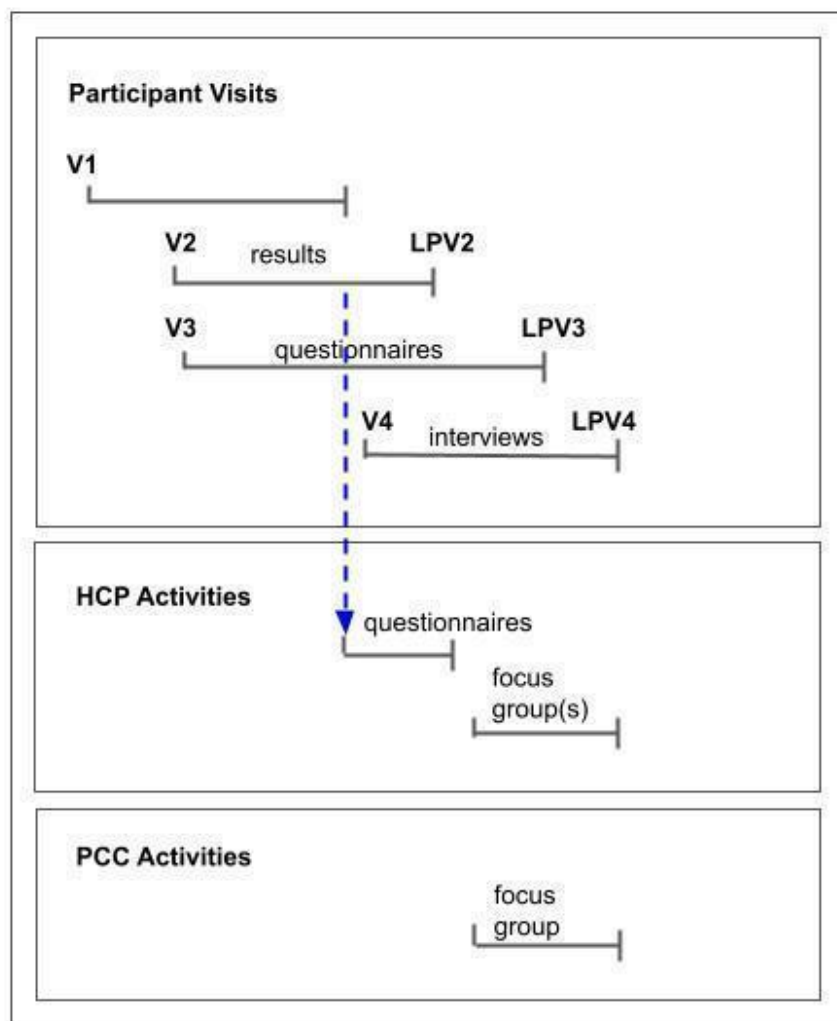 Participant Visits
V1
V2 results LPV2
V3 questionnaires LPV3
V4 interviews LPV4
HCP Activities
questionnaires
focus
group(s)
PCC Activities
focus
group